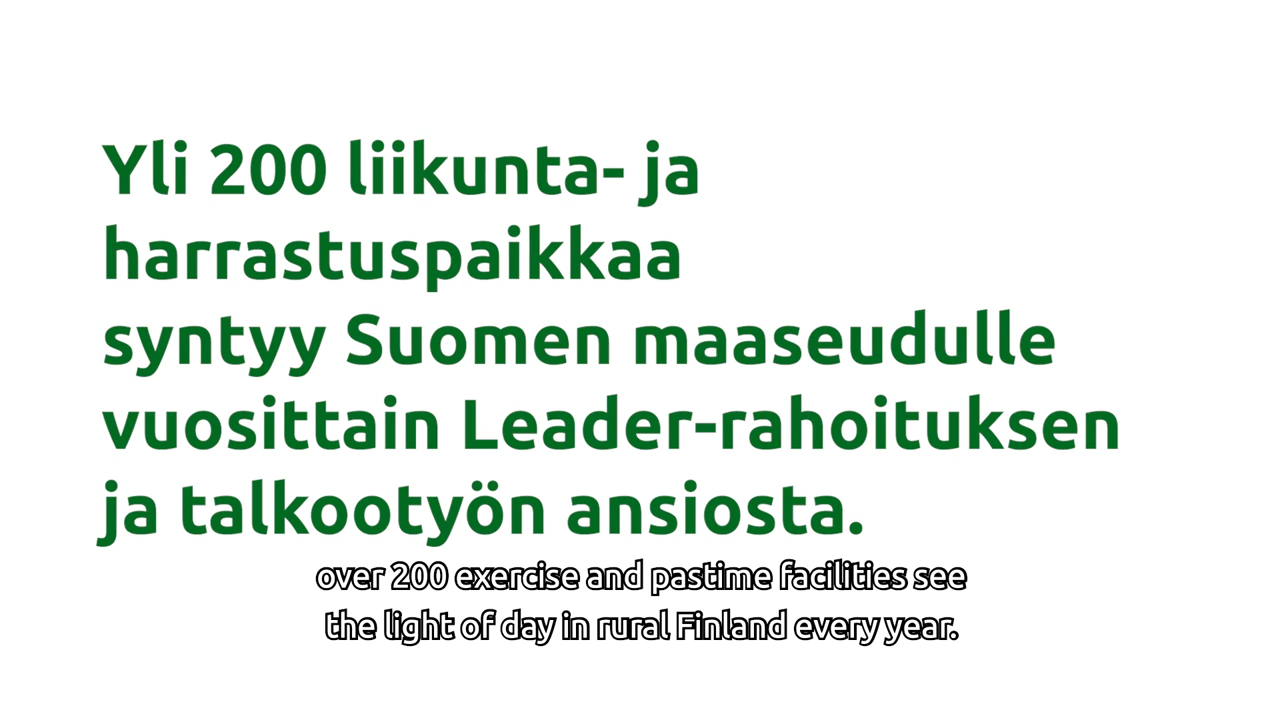 Yli 200 liikunta- ja
harrastuspaikkaa
syntyy Suomen maaseudulle
vuosittain Leader-rahoituksen
ja talkootyön ansiosta.
over 200 exercise and pastime facilities see
the light of day in rural Finland every year.